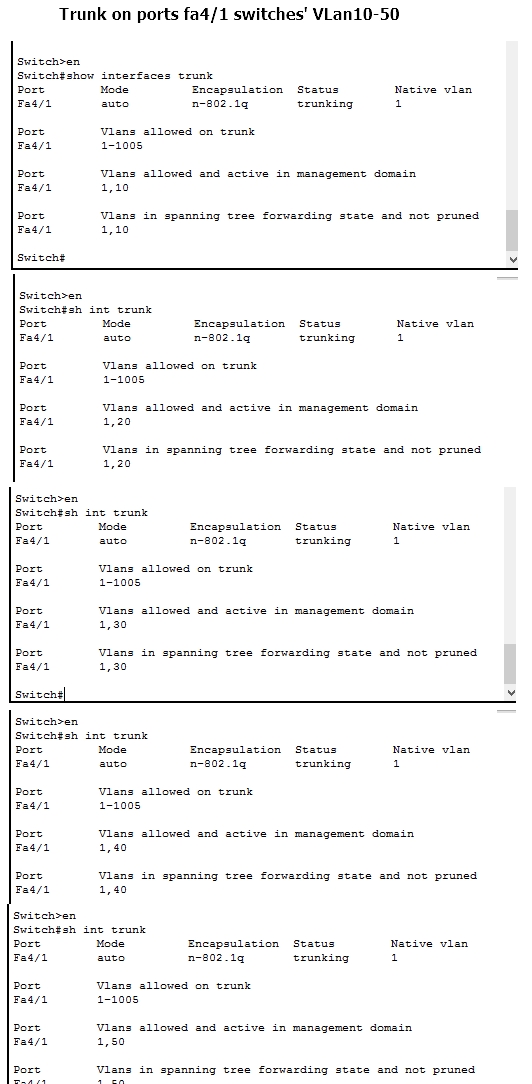 Trunk on ports fa4/1 switches' VLan10-50
Switch>en
Switch#show interfaces trunk
Port Mode Encapsulation Status Native vlan
Fa4/1 auto n-802.1q trunking 1
Port Vlans allowed on trunk
Fa4/1 1-1005
Port Vlans allowed and active in management domain
Fa4/1 1,10
Port Vlans in spanning tree forwarding state and not pruned
Fa4/1 1,10
Switch#
Switch>en
Switch#sh int trunk
Port Mode Encapsulation Status Native vlan
Fa4/1 auto n-802.1q trunking 1
Port Vlans allowed on trunk
Fa4/1 1-1005
Port Vlans allowed and active in management domain
Fa4/1 1,20
Port Vlans in spanning tree forwarding state and not pruned
Fa4/1 1,20
Switch>en
Switch#sh int trunk
Port Mode Encapsulation Status Native vlan
Fa4/1 auto n-802.1q trunking 1
Port Vlans allowed on trunk
Fa4/1 1-1005
Port Vlans allowed and active in management domain
Fa4/1 1,30
Port Vlans in spanning tree forwarding state and not pruned
Fa4/1 1,30
Switch#
Switch>en
Switch#sh int trunk
Port Mode Encapsulation Status Native vlan
Fa4/1 auto n-802.1q trunking 1
Port Vlans allowed on trunk
Fa4/1 1-1005
Port Vlans allowed and active in management domain
Fa4/1 1,40
Port Vlans in spanning tree forwarding state and not pruned
Fa4/1 1,40
Switch>en
Switch#sh int trunk
Port Mode Encapsulation Status Native vlan
Fa4/1 auto n-802.1q trunking 1
Port Vlans allowed on trunk
Fa4/1 1-1005
Port Vlans allowed and active in management domain
Fa4/1 1,50
Port Vlans in spanning tree forwarding state and not pruned
Fa4/1 1,50